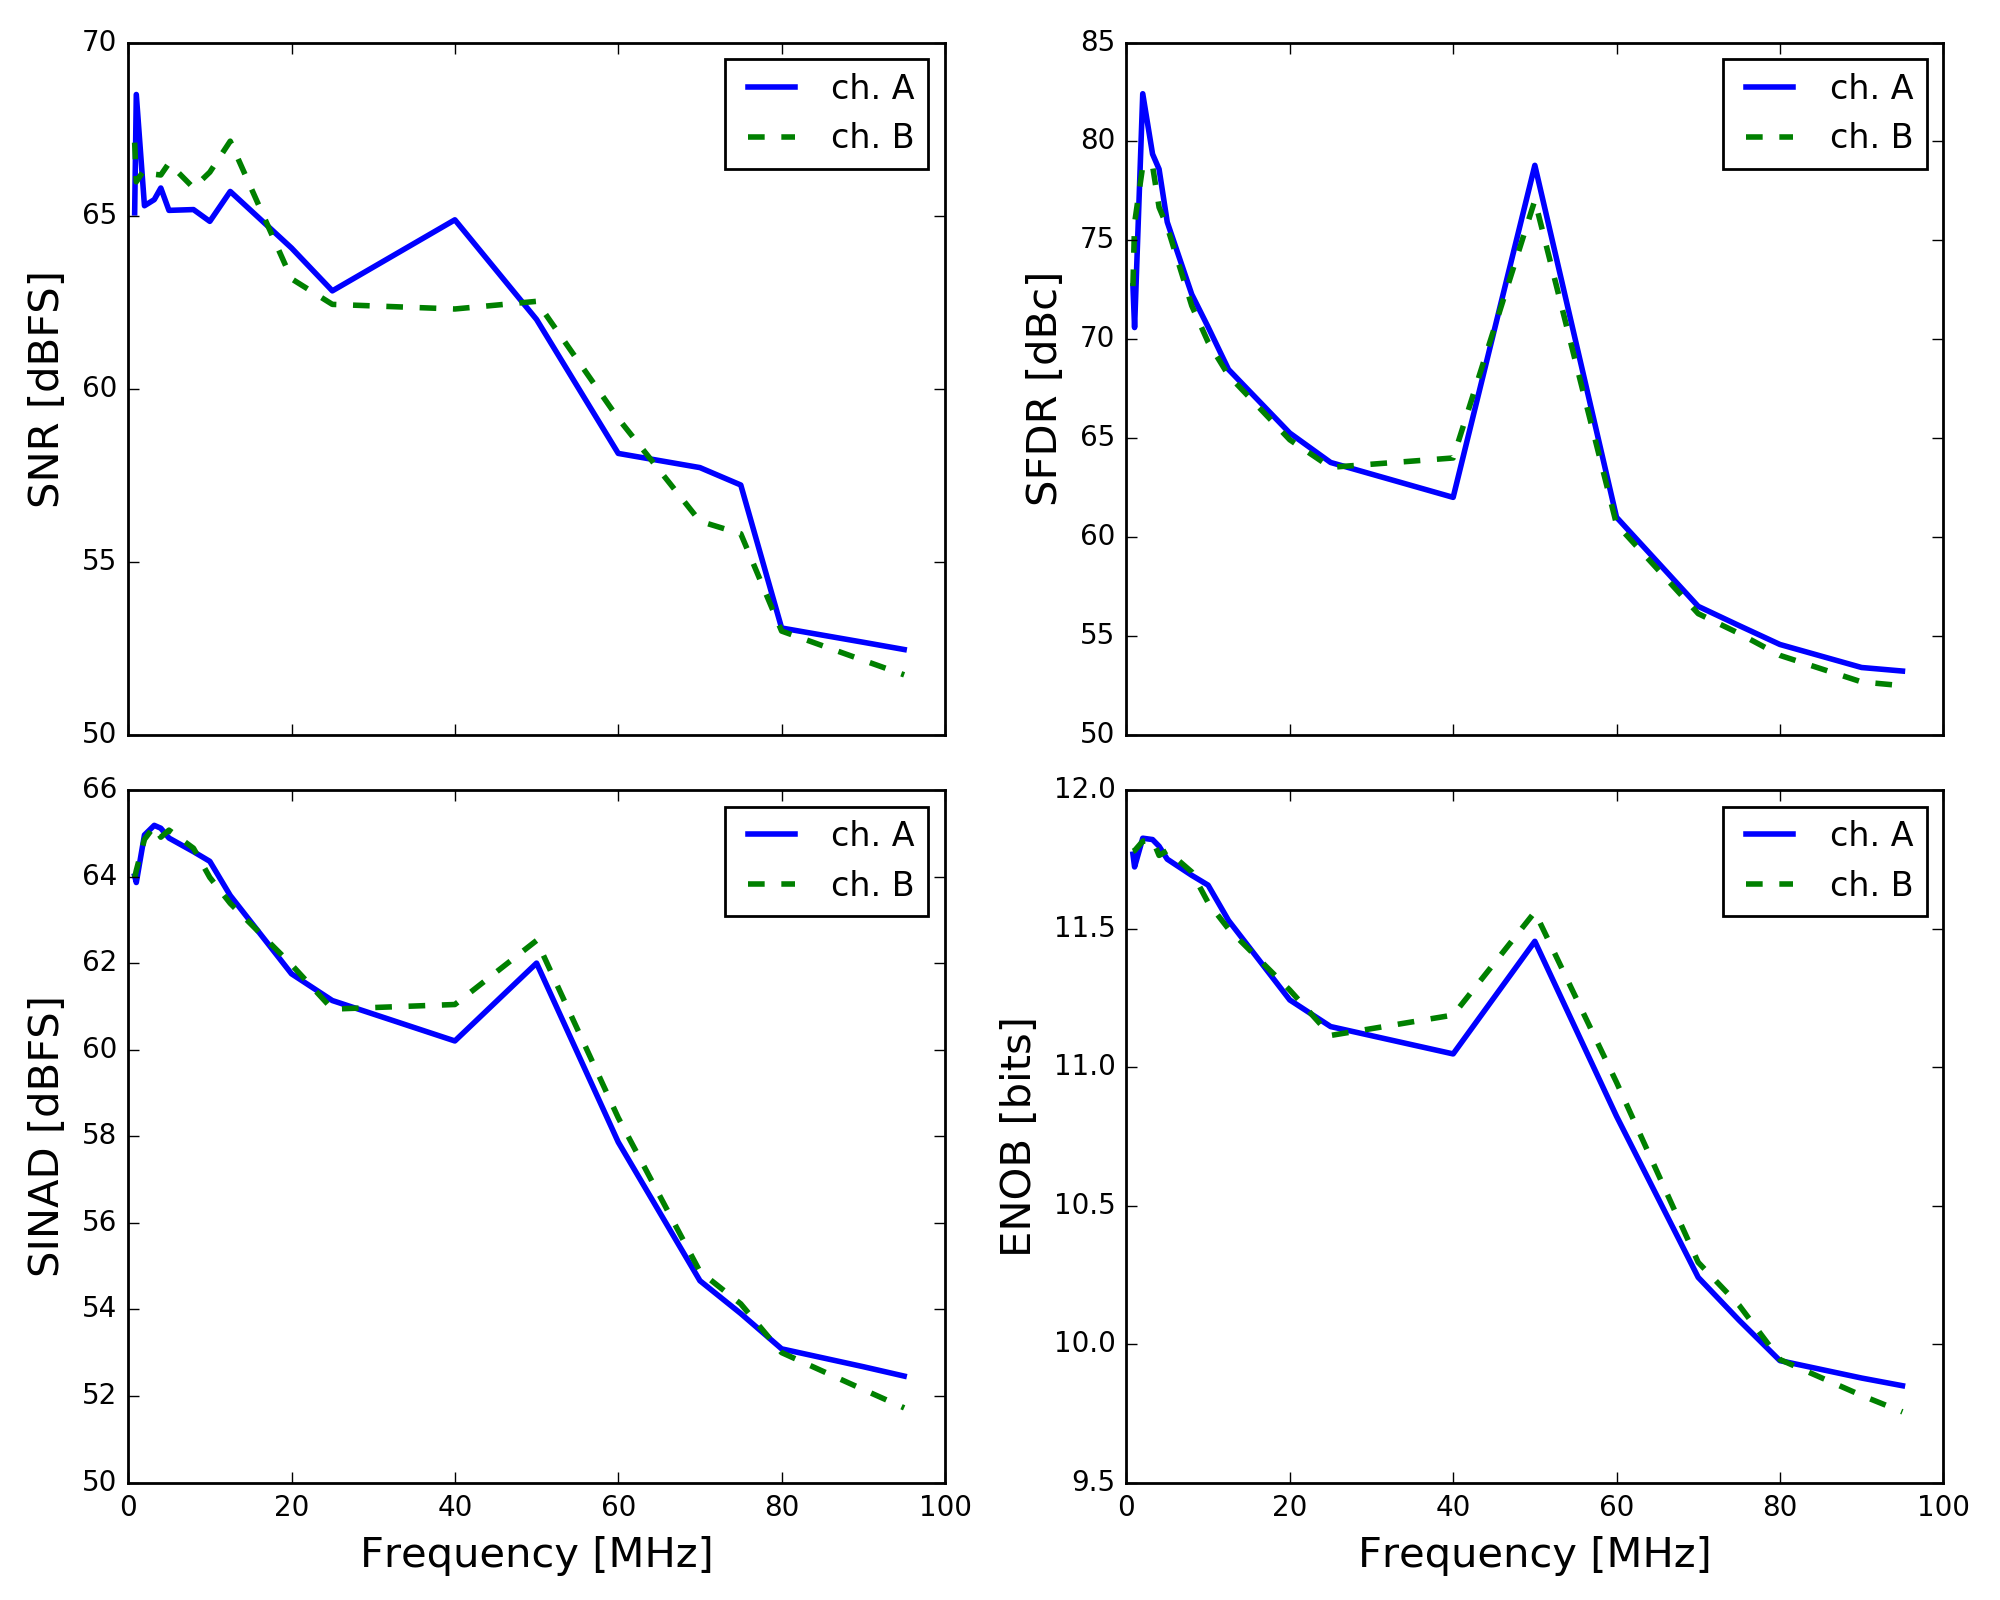 70
65
60
55
50
SNR [dBFS]
ch. A
ch. B
85
80
75
70
65
60
55
50
SFDR [dBc]
ch. A
ch. B
66
64
62
60
58
56
54
52
50
SINAD [dBFS]
ch. A
ch. B
0 20 40 60 80 100
Frequency [MHz]
12.0
11.5
11.0
10.5
10.0
9.5
ENOB [bits]
ch. A
ch. B
0 20 40 60 80 100
Frequency [MHz]